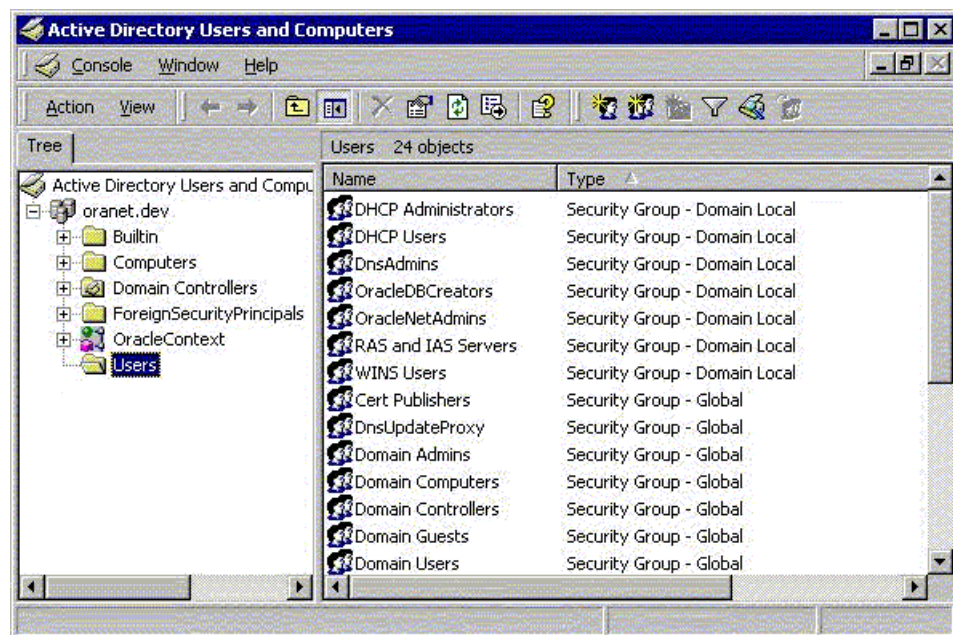 Active Directory Users and Computers
Console Window Help
Action View
Tree
Users 24 objects
Active Directory Users and Compu
oranet.dev
Builtin
Computers
Domain Controllers
ForeignSecurityPrincipals
OracleContext
Users
Name Type
DHCP Administrators Security Group - Domain Local
DHCP Users Security Group - Domain Local
DnsAdmins Security Group - Domain Local
OracleDBCreators Security Group - Domain Local
OracleNetAdmins Security Group - Domain Local
RAS and IAS Servers Security Group - Domain Local
WINS Users Security Group - Domain Local
Cert Publishers Security Group - Global
DnsUpdateProxy Security Group - Global
Domain Admins Security Group - Global
Domain Computers Security Group - Global
Domain Controllers Security Group - Global
Domain Guests Security Group - Global
Domain Users Security Group - Global